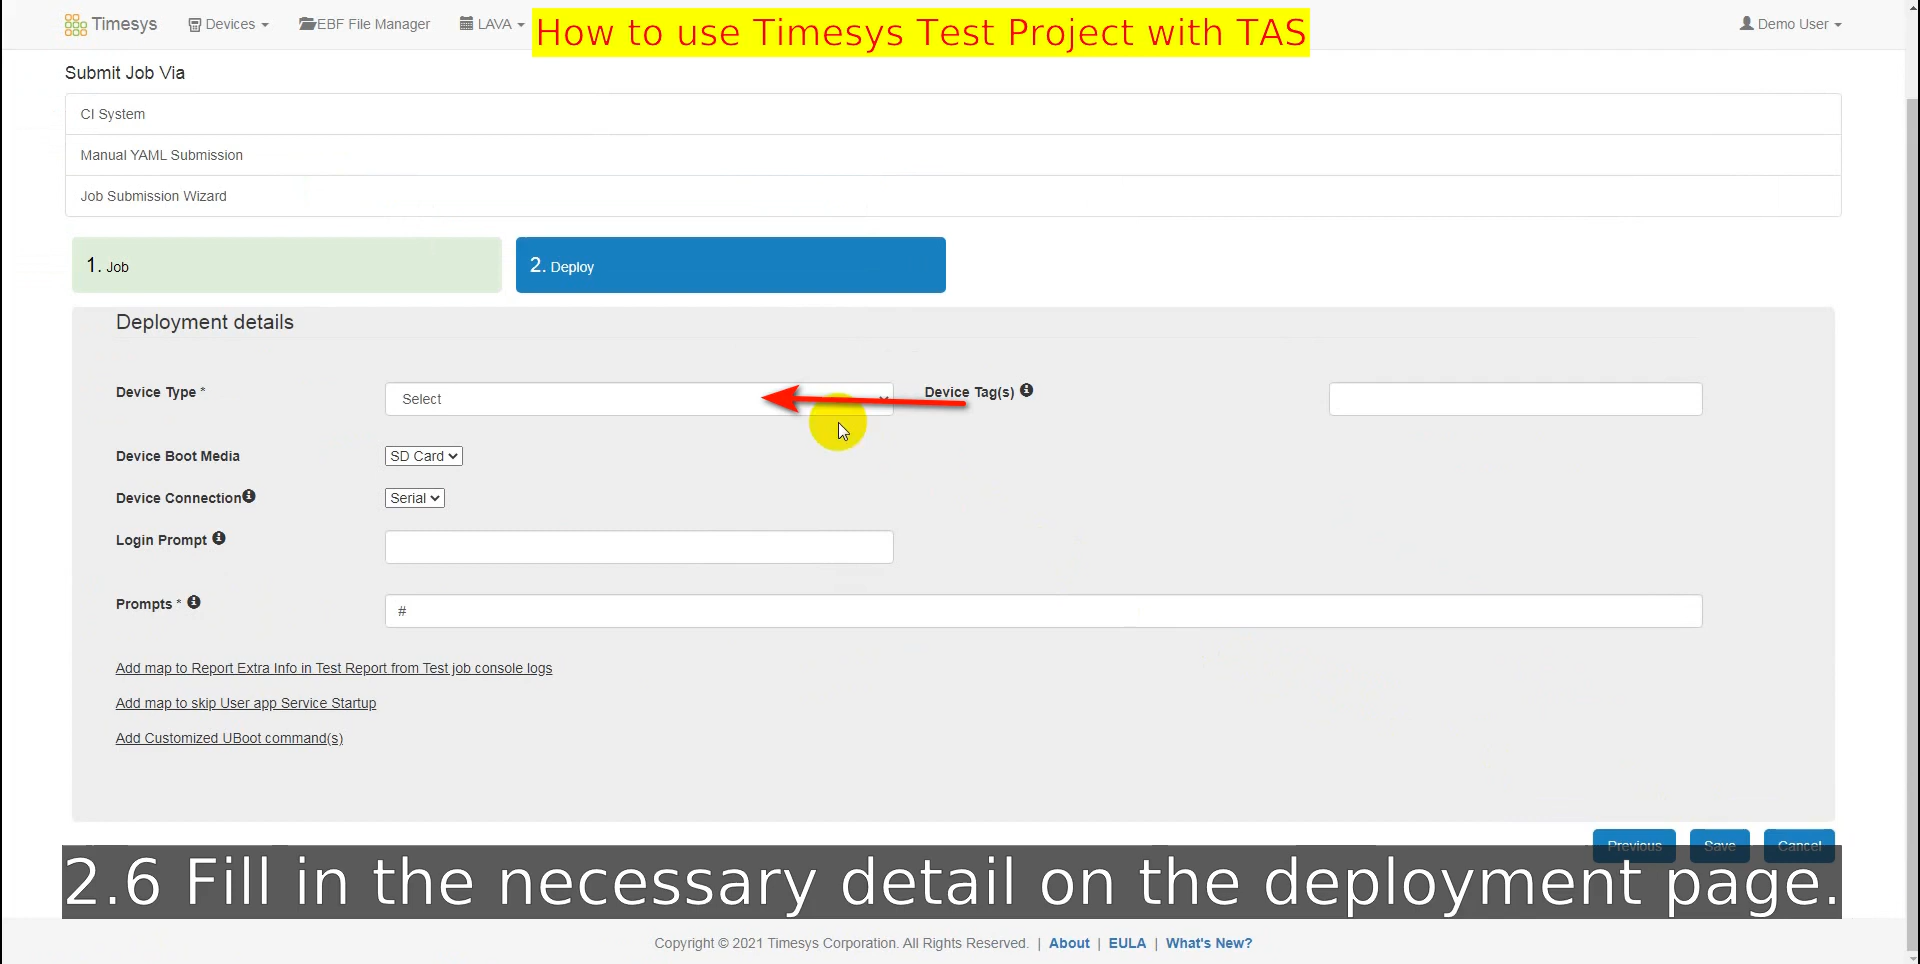 Timesys Devices EBF File Manager LAVA How to use Timesys Test Project with TAS Demo User
Submit Job Via
CI System
Manual YAML Submission
Job Submission Wizard
1. Job 2. Deploy
Deployment details
Device Type * Select Device Tag(s)
Device Boot Media SD Card
Device Connection Serial
Login Prompt
Prompts * #
Add map to Report Extra Info in Test Report from Test job console logs
Add map to skip User app Service Startup
Add Customized UBoot command(s)
Previous Save Cancel
2.6 Fill in the necessary detail on the deployment page.
Copyright © 2021 Timesys Corporation. All Rights Reserved. | About | EULA | What's New?